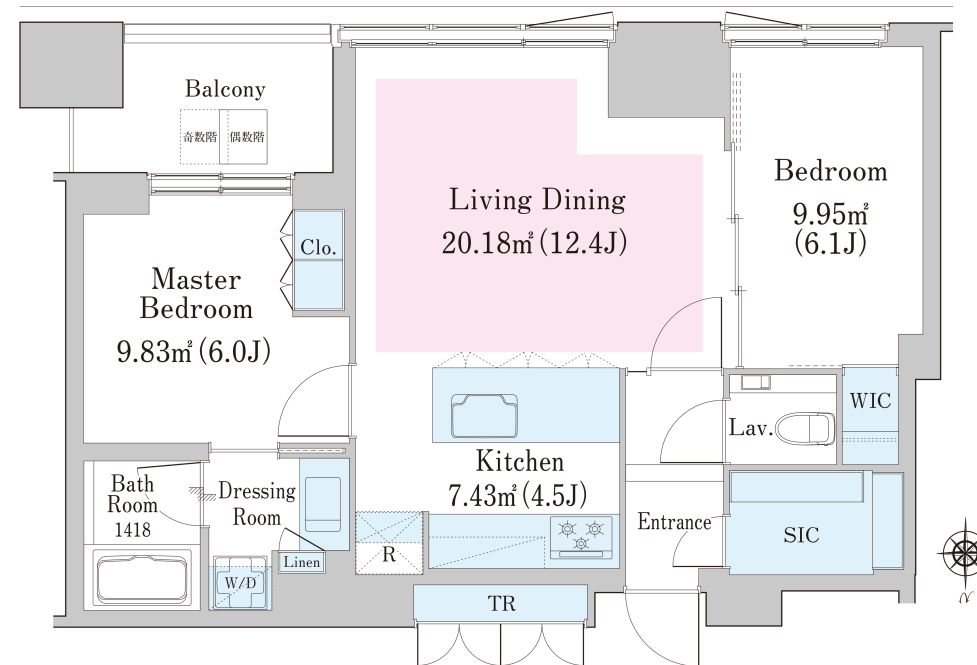 Balcony
奇数階
偶数階
Living Dining
20.18㎡(12.4J)
Bedroom
9.95㎡
(6.1J)
Clo.
Master
Bedroom
9.83㎡(6.0J)
WIC
Lav.
Kitchen
7.43㎡(4.5J)
Bath
Room
1418
Dressing
Room
Entrance
SIC
R
Linen
W/D
TR